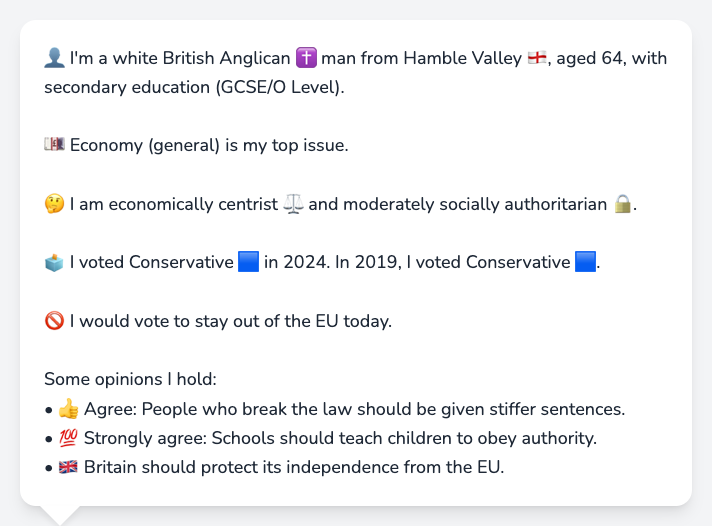 👤 I'm a white British Anglican ✝️ man from Hamble Valley 🏴󠁧󠁢󠁥󠁮󠁧󠁿, aged 64, with
secondary education (GCSE/O Level).
💷 Economy (general) is my top issue.
🤔 I am economically centrist ⚖️ and moderately socially authoritarian 🔒.
🗳️ I voted Conservative 🟦 in 2024. In 2019, I voted Conservative 🟦.
🚫 I would vote to stay out of the EU today.
Some opinions I hold:
• 👍 Agree: People who break the law should be given stiffer sentences.
• 💯 Strongly agree: Schools should teach children to obey authority.
• 🇬🇧 Britain should protect its independence from the EU.